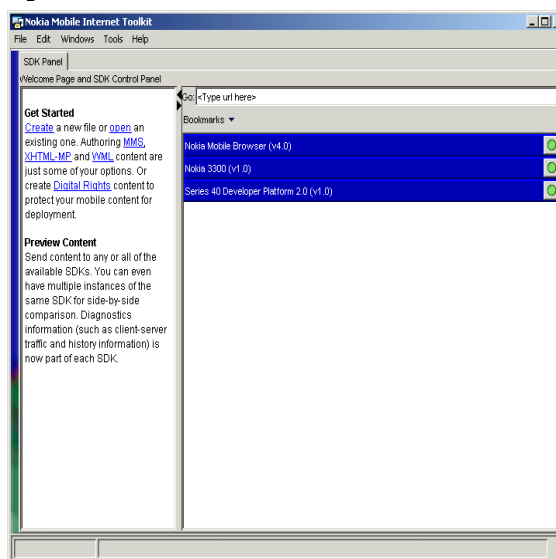 Nokia Mobile Internet Toolkit
File Edit Windows Tools Help
SDK Panel
Welcome Page and SDK Control Panel
Get Started
Create a new file or open an
existing one. Authoring MMS,
XHTML-MP and WML content are
just some of your options. Or
create Digital Rights content to
protect your mobile content for
deployment.
Preview Content
Send content to any or all of the
available SDKs. You can even
have multiple instances of the
same SDK for side-by-side
comparison. Diagnostics
information (such as client-server
traffic and history information) is
now part of each SDK.
Go: <Type url here>
Bookmarks
Nokia Mobile Browser (v4.0)
Nokia 3300 (v1.0)
Series 40 Developer Platform 2.0 (v1.0)